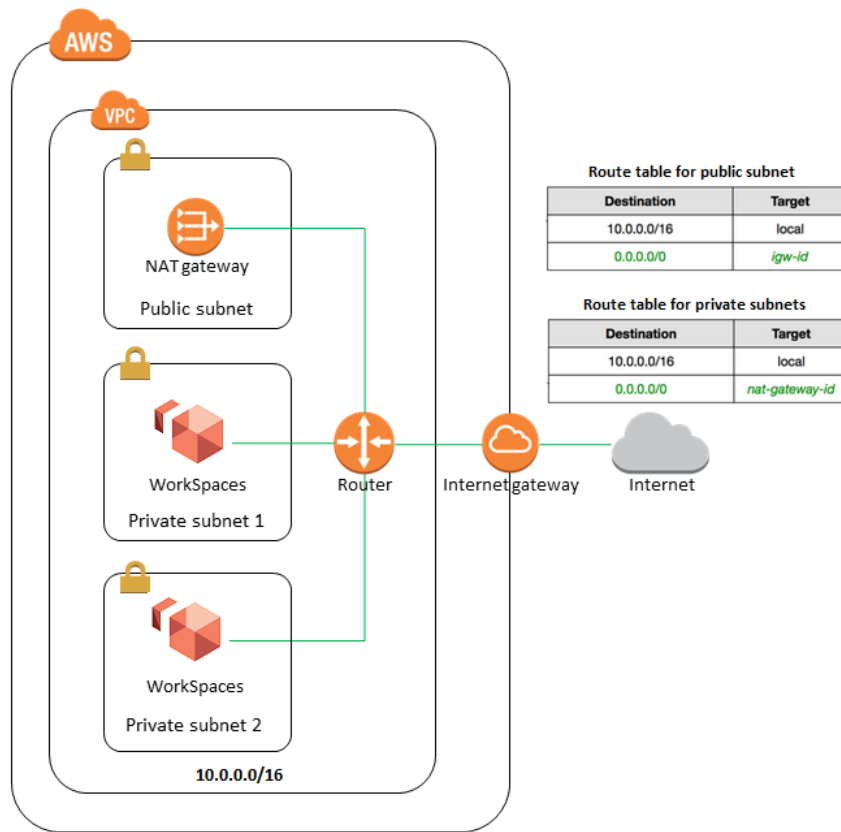 AWS
VPC
NAT gateway
Public subnet
WorkSpaces
Private subnet 1
WorkSpaces
Private subnet 2
10.0.0.0/16
Router
Internet gateway
Internet
Route table for public subnet
Destination Target
10.0.0.0/16 local
0.0.0.0/0 igw-id
Route table for private subnets
Destination Target
10.0.0.0/16 local
0.0.0.0/0 nat-gateway-id